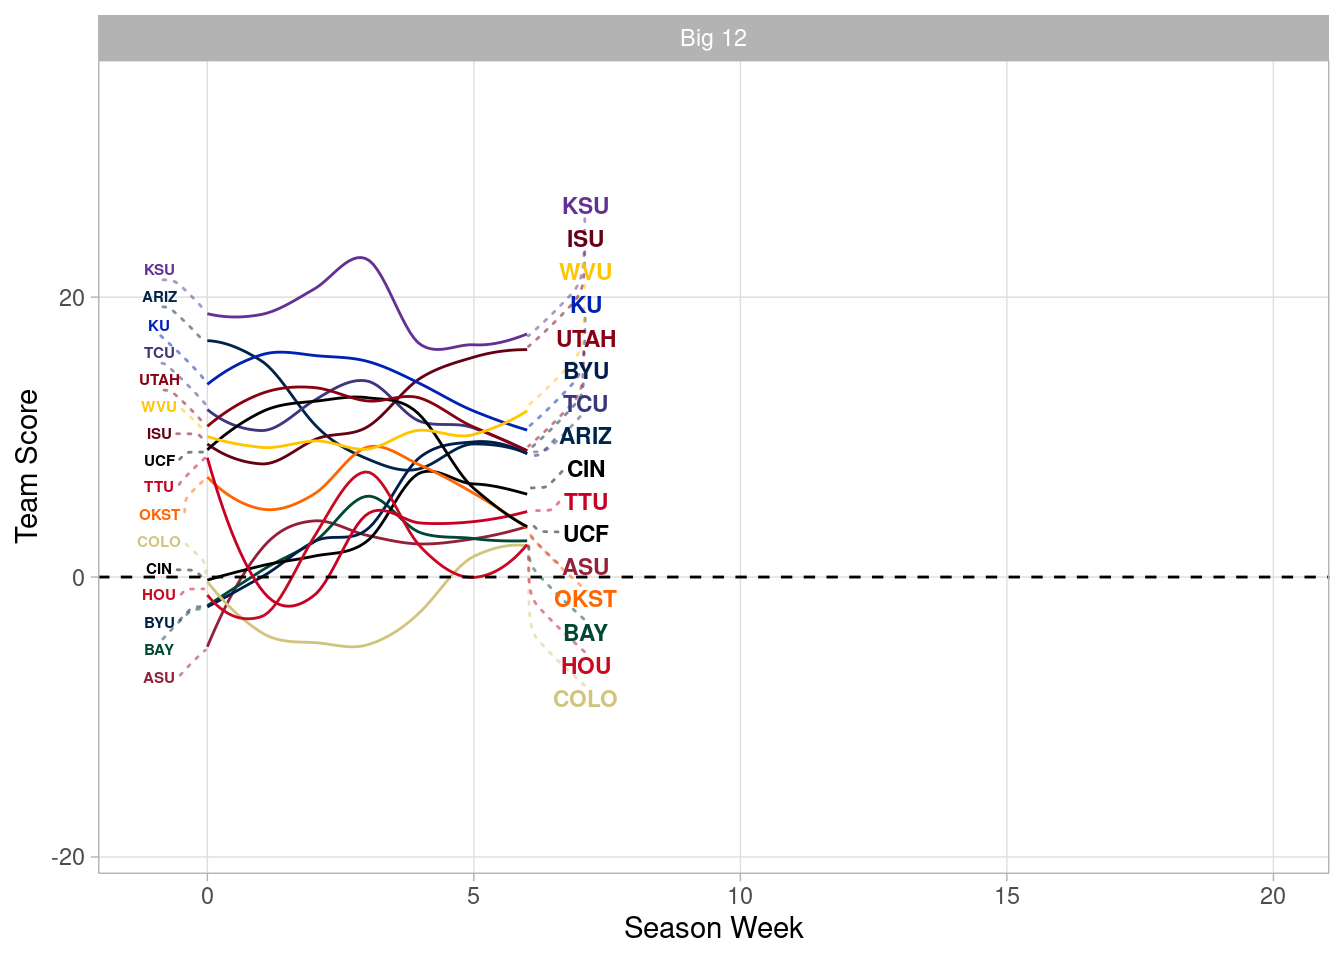 Big 12
Team Score
20
0
-20
KSU
ARIZ
KU
TCU
UTAH
WVU
ISU
UCF
TTU
OKST
COLO
CIN
HOU
BYU
BAY
ASU
KSU
ISU
WVU
KU
UTAH
BYU
TCU
ARIZ
CIN
TTU
UCF
ASU
OKST
BAY
HOU
COLO
0 5 10 15 20
Season Week